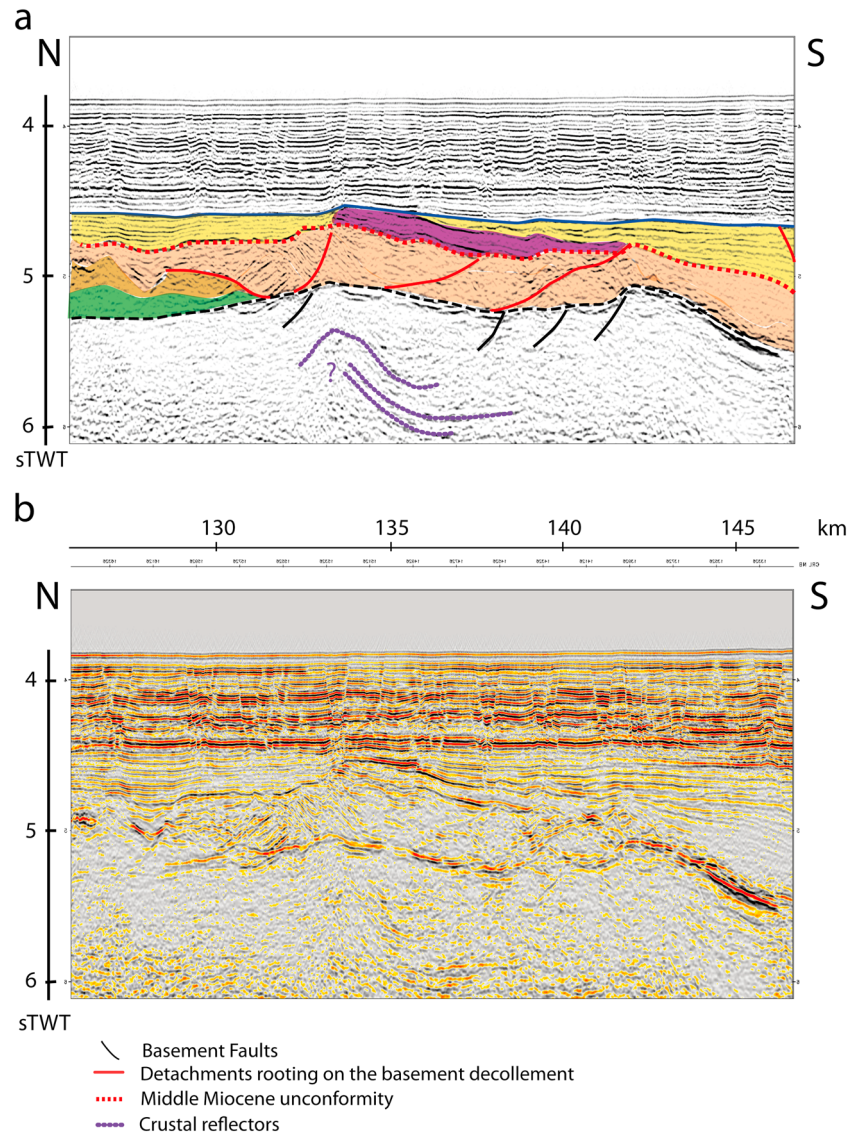 a
N
S
4
5
6
sTWT
?
b
130 135 140 145 km
N
S
4
5
6
sTWT
Basement Faults
Detachments rooting on the basement decollement
Middle Miocene unconformity
Crustal reflectors